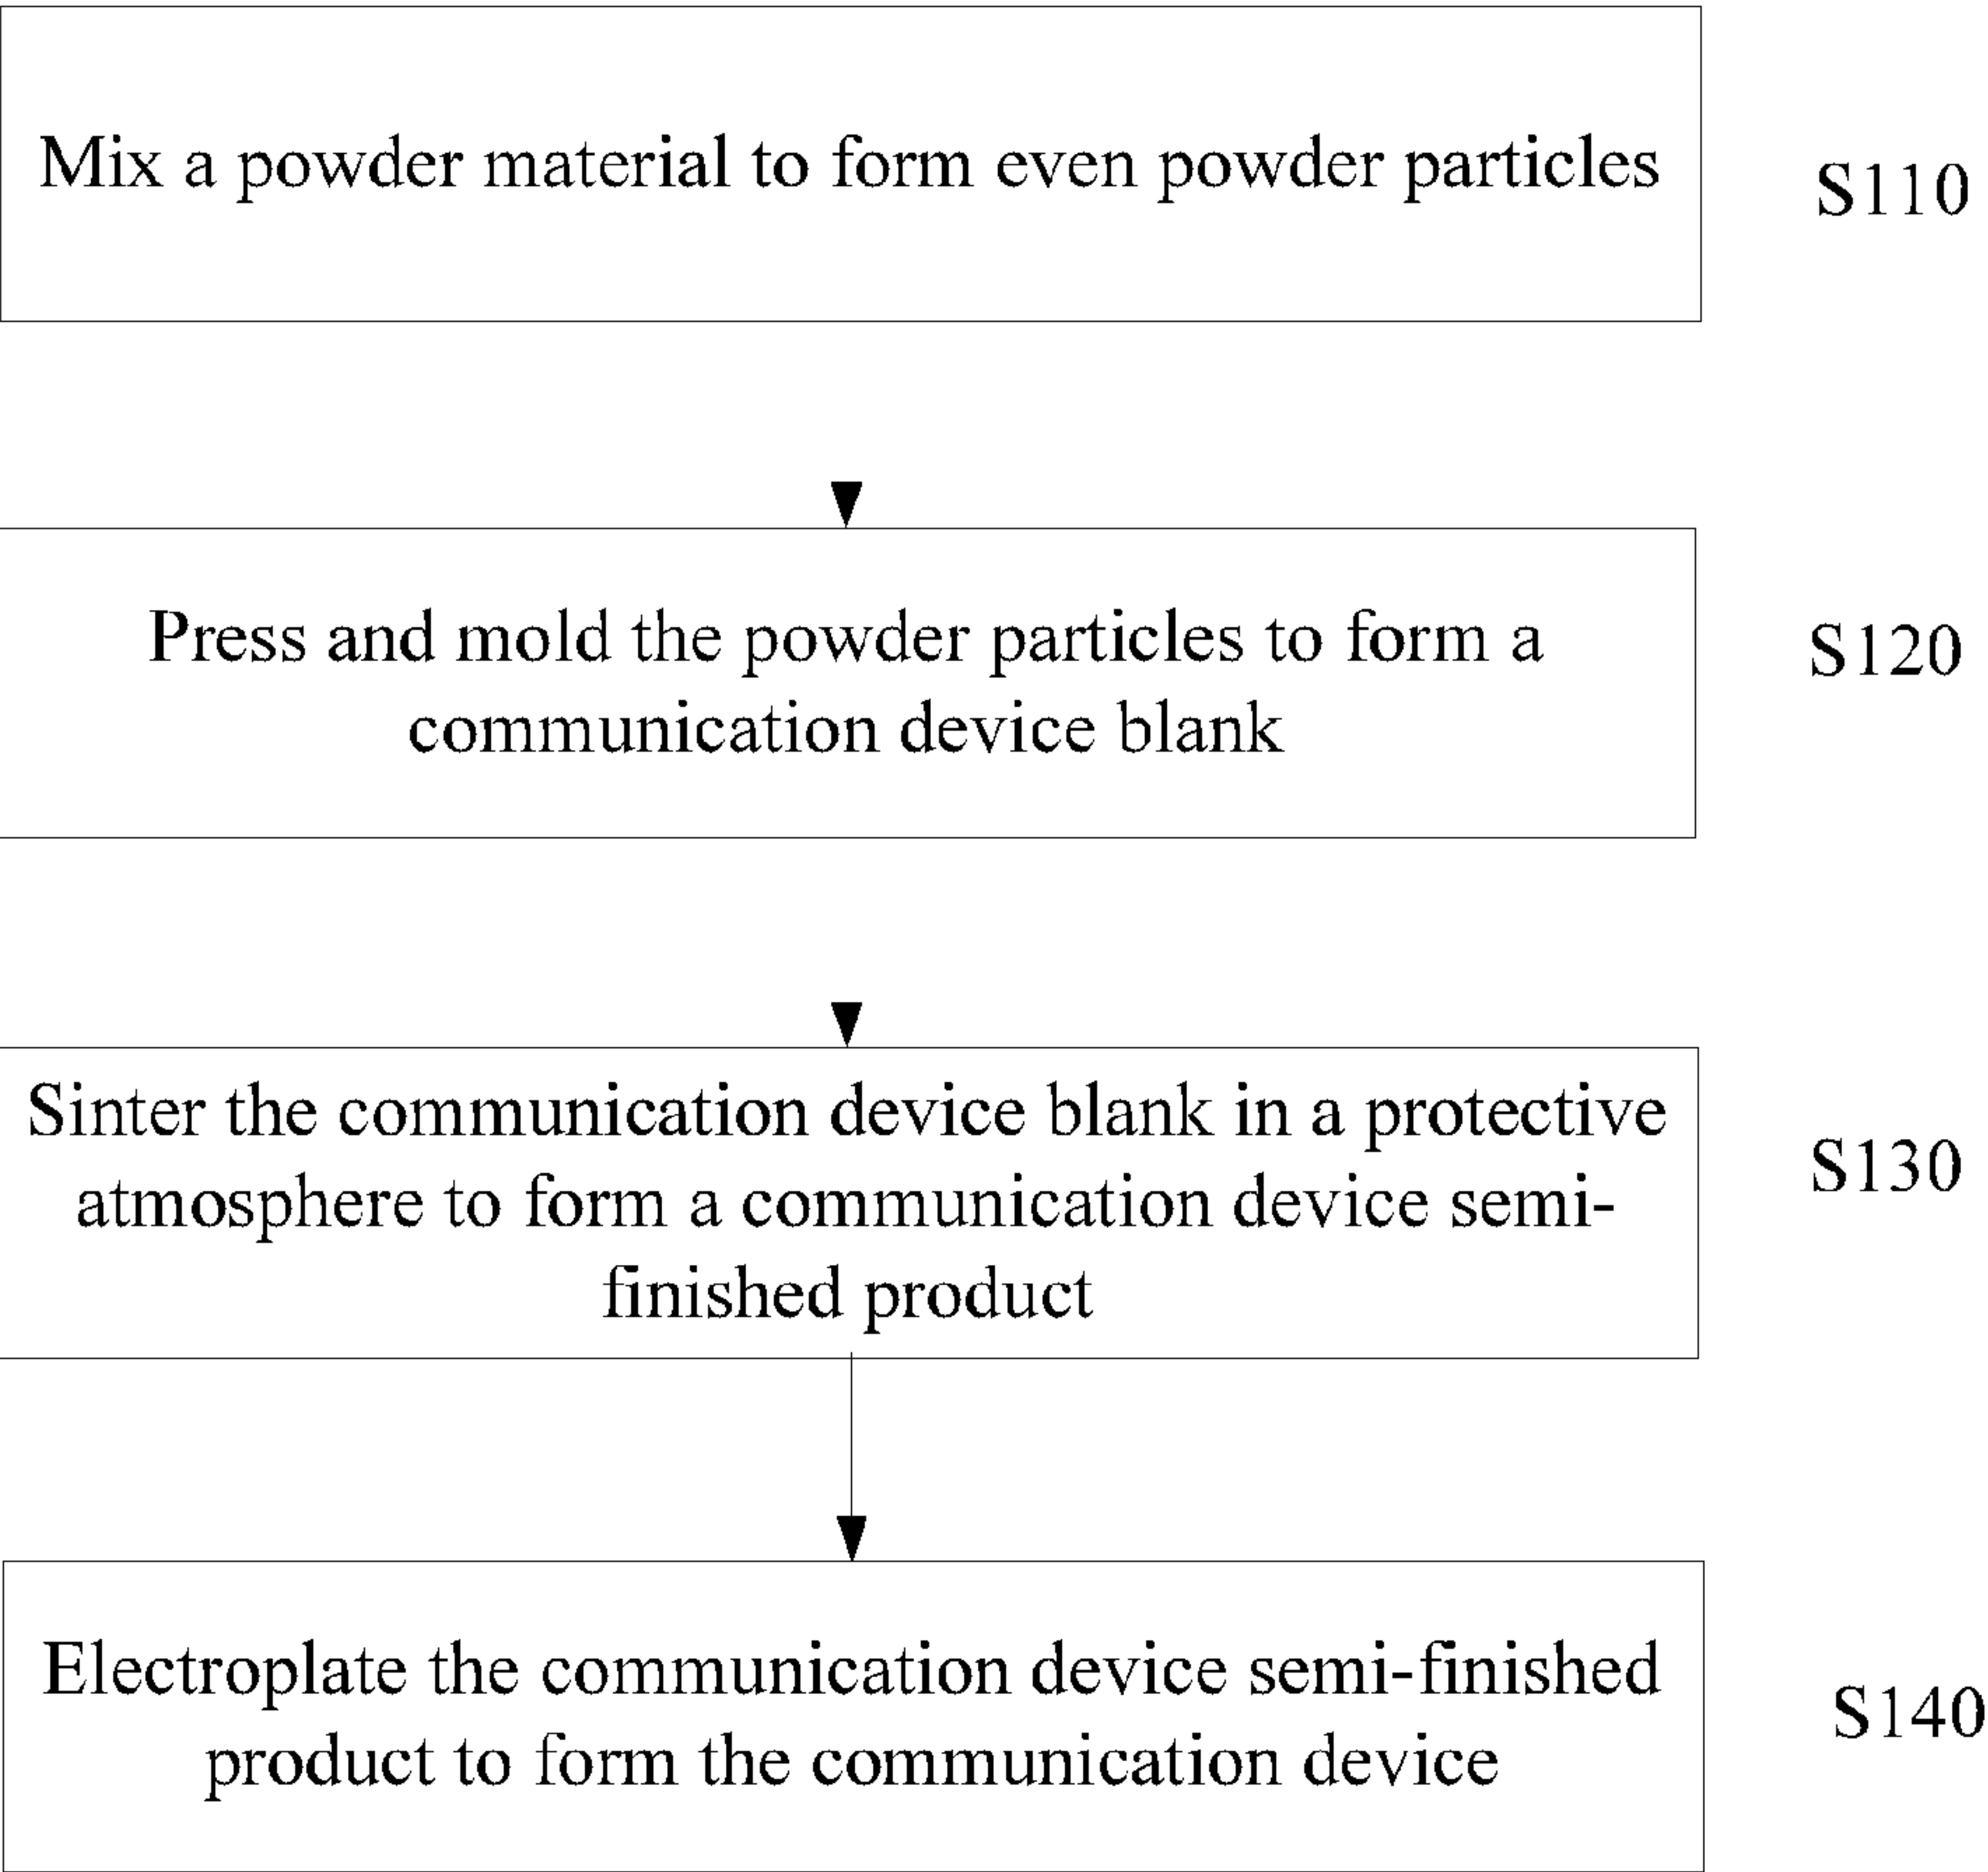 Mix a powder material to form even powder particles
S110
Press and mold the powder particles to form a
communication device blank
S120
Sinter the communication device blank in a protective
atmosphere to form a communication device semi-
finished product
S130
Electroplate the communication device semi-finished
product to form the communication device
S140